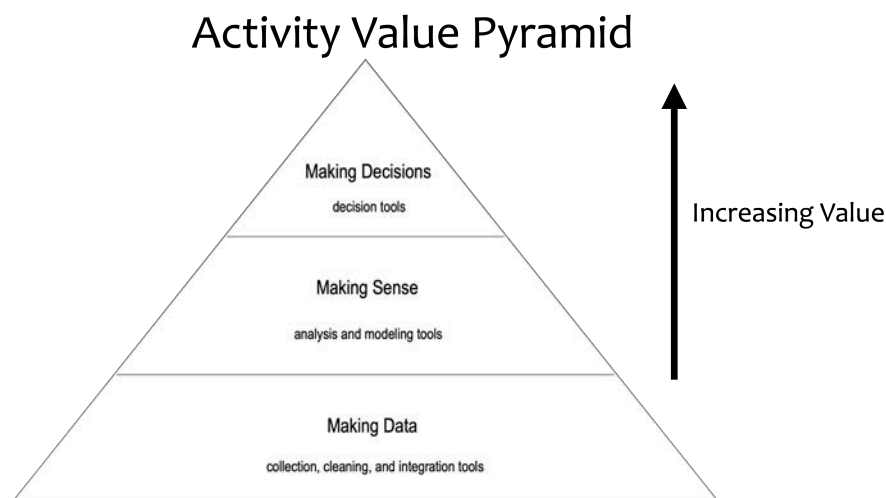 Activity Value Pyramid
Making Decisions
decision tools
Increasing Value
Making Sense
analysis and modeling tools
Making Data
collection, cleaning, and integration tools